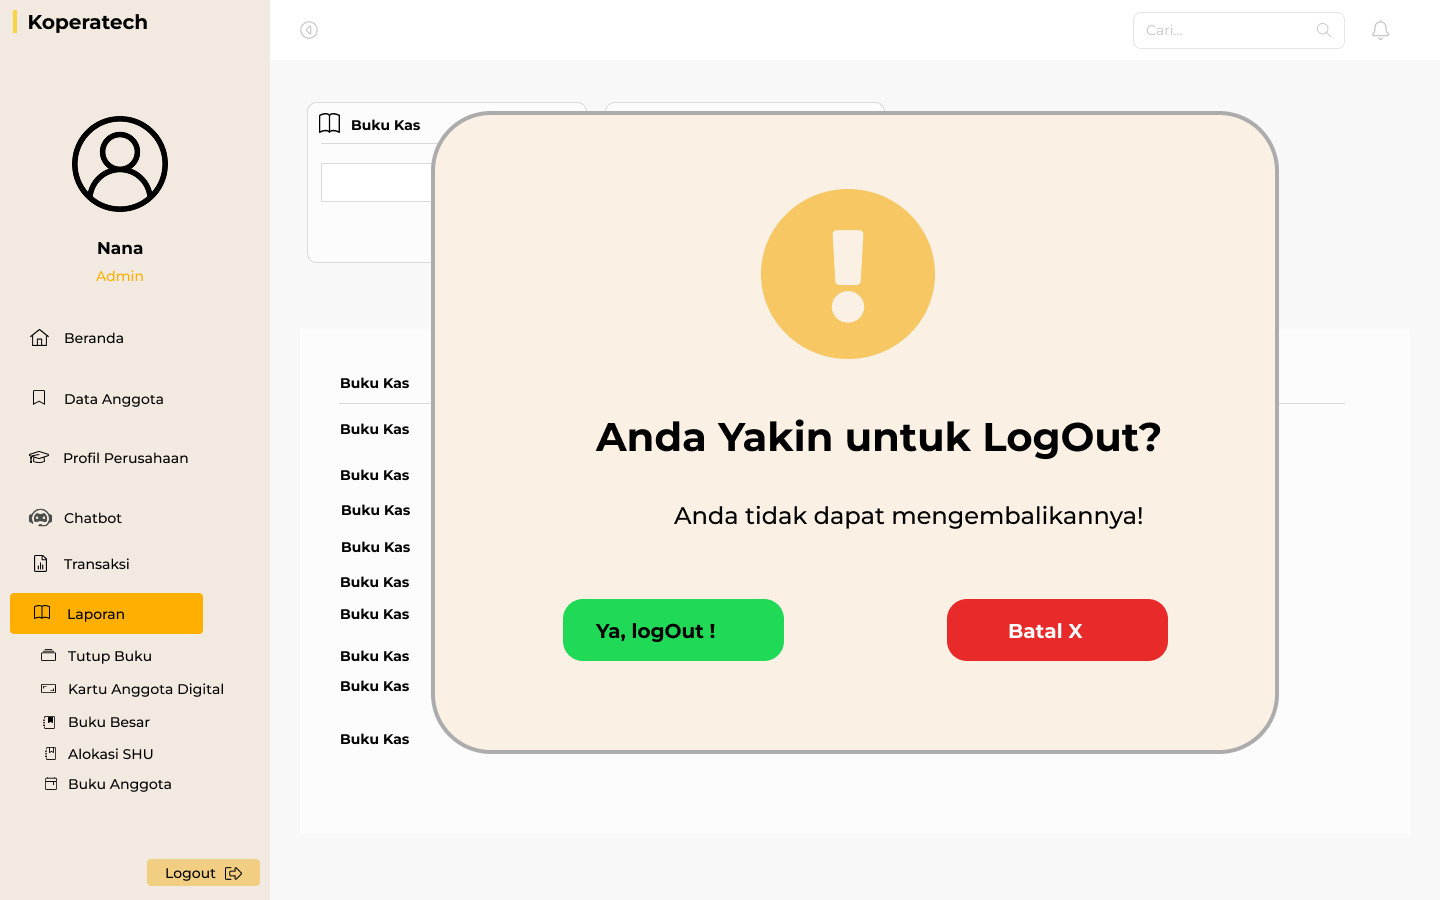 Koperatech
Cari...
Nana
Admin
Beranda
Data Anggota
Profil Perusahaan
Chatbot
Transaksi
Laporan
Tutup Buku
Kartu Anggota Digital
Buku Besar
Alokasi SHU
Buku Anggota
Logout
Buku Kas
Buku Kas
Buku Kas
Buku Kas
Buku Kas
Buku Kas
Buku Kas
Buku Kas
Buku Kas
Buku Kas
Buku Kas
Anda Yakin untuk LogOut?
Anda tidak dapat mengembalikannya!
Ya, logOut !
Batal X